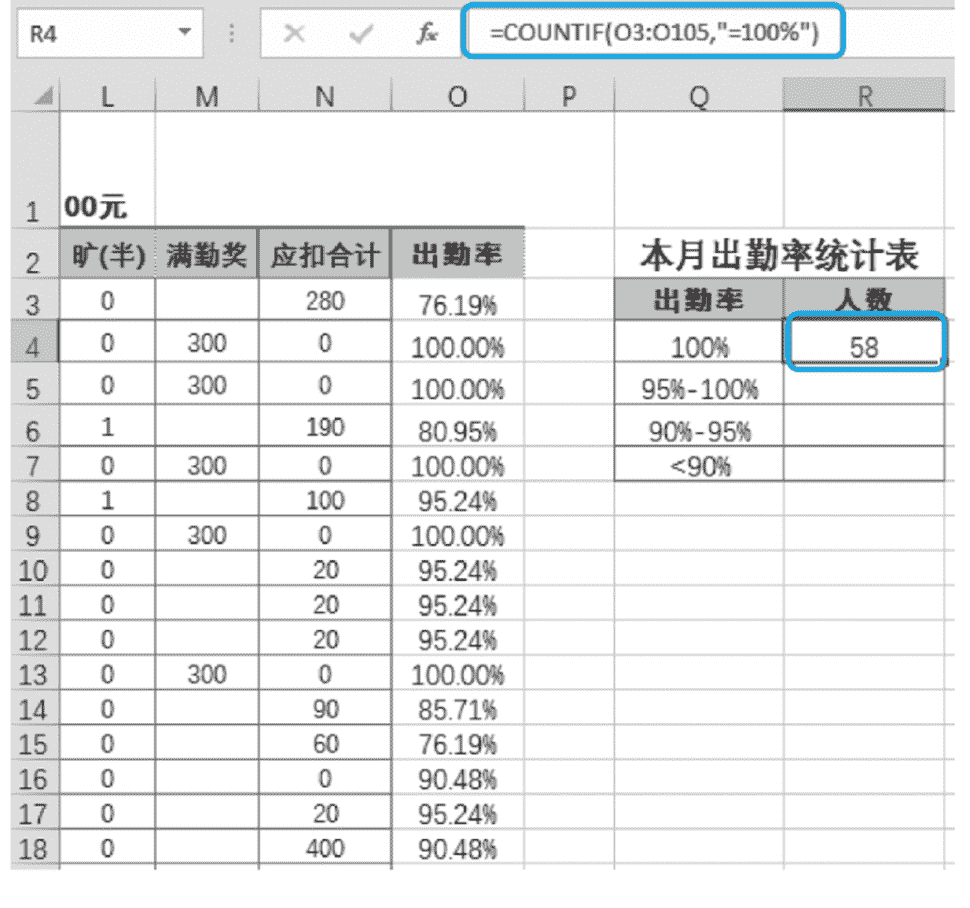 R4 fx =COUNTIF(O3:O105,"=100%")
L M N O P Q R
1 00元
2 旷(半) 满勤奖 应扣合计 出勤率 本月出勤率统计表
3 0 280 76.19% 出勤率 人数
4 0 300 0 100.00% 100% 58
5 0 300 0 100.00% 95%-100%
6 1 190 80.95% 90%-95%
7 0 300 0 100.00% <90%
8 1 100 95.24%
9 0 300 0 100.00%
10 0 20 95.24%
11 0 20 95.24%
12 0 20 95.24%
13 0 300 0 100.00%
14 0 90 85.71%
15 0 60 76.19%
16 0 0 90.48%
17 0 20 95.24%
18 0 400 90.48%